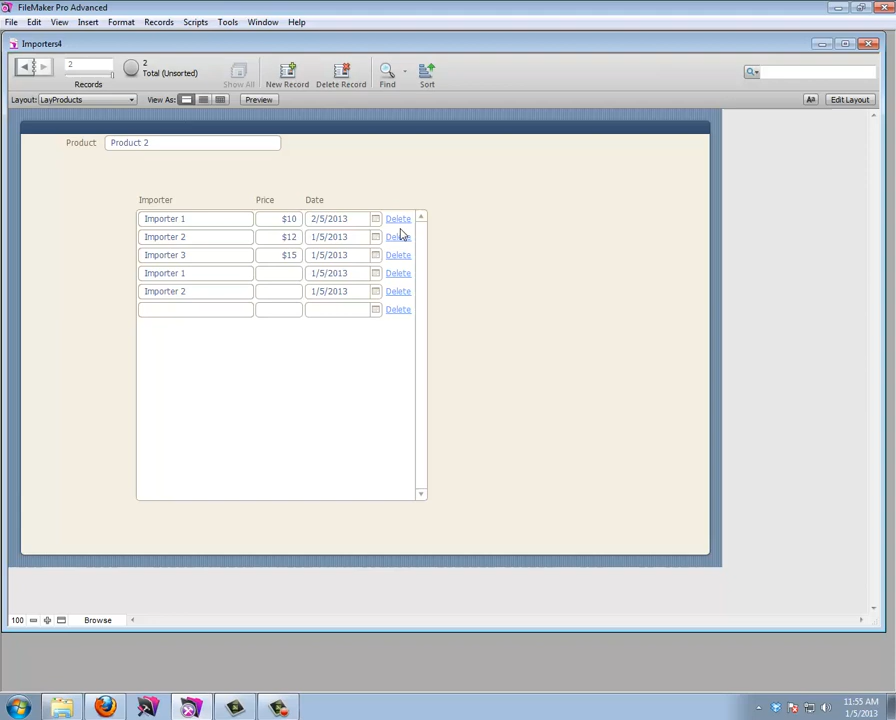 FileMaker Pro Advanced
File Edit View Insert Format Records Scripts Tools Window Help
Importers4
2
2
Total (Unsorted)
Records
Show All
New Record
Delete Record
Find
Sort
Layout: LayProducts View As: Preview Aa Edit Layout
Product Product 2
Importer Price Date
Importer 1 $10 2/5/2013 Delete
Importer 2 $12 1/5/2013 Delete
Importer 3 $15 1/5/2013 Delete
Importer 1 1/5/2013 Delete
Importer 2 1/5/2013 Delete
Delete
100 Browse
11:55 AM
1/5/2013